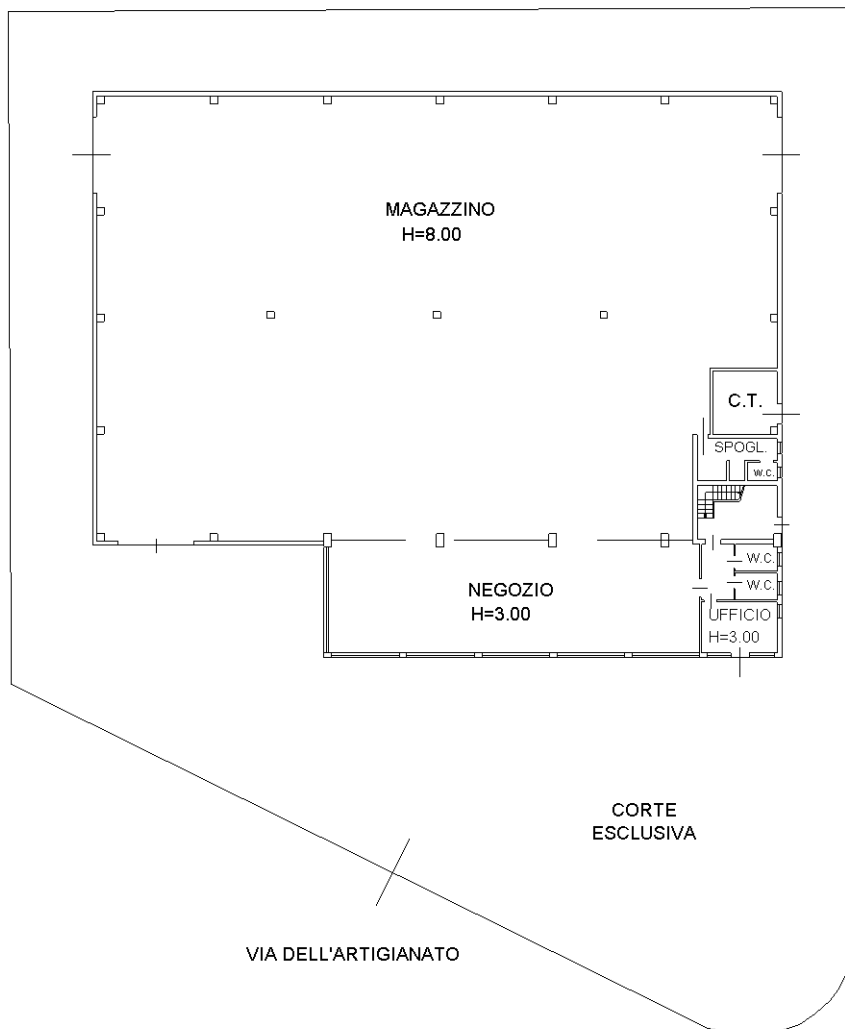 MAGAZZINO
H=8.00
C.T.
SPOGL.
W.C.
W.C.
W.C.
NEGOZIO
H=3.00
UFFICIO
H=3.00
CORTE
ESCLUSIVA
VIA DELL'ARTIGIANATO